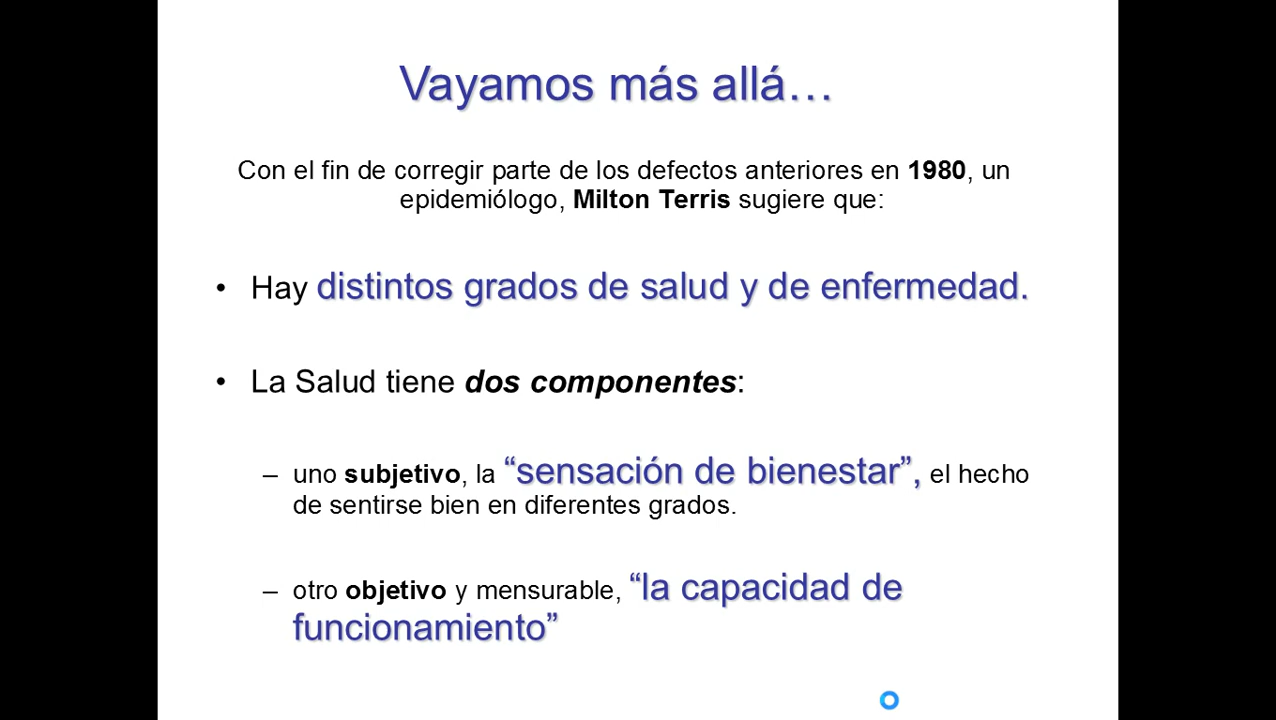 Vayamos más allá…
Con el fin de corregir parte de los defectos anteriores en 1980, un
epidemiólogo, Milton Terris sugiere que:
• Hay distintos grados de salud y de enfermedad.
• La Salud tiene dos componentes:
– uno subjetivo, la “sensación de bienestar”, el hecho
de sentirse bien en diferentes grados.
– otro objetivo y mensurable, “la capacidad de
funcionamiento”